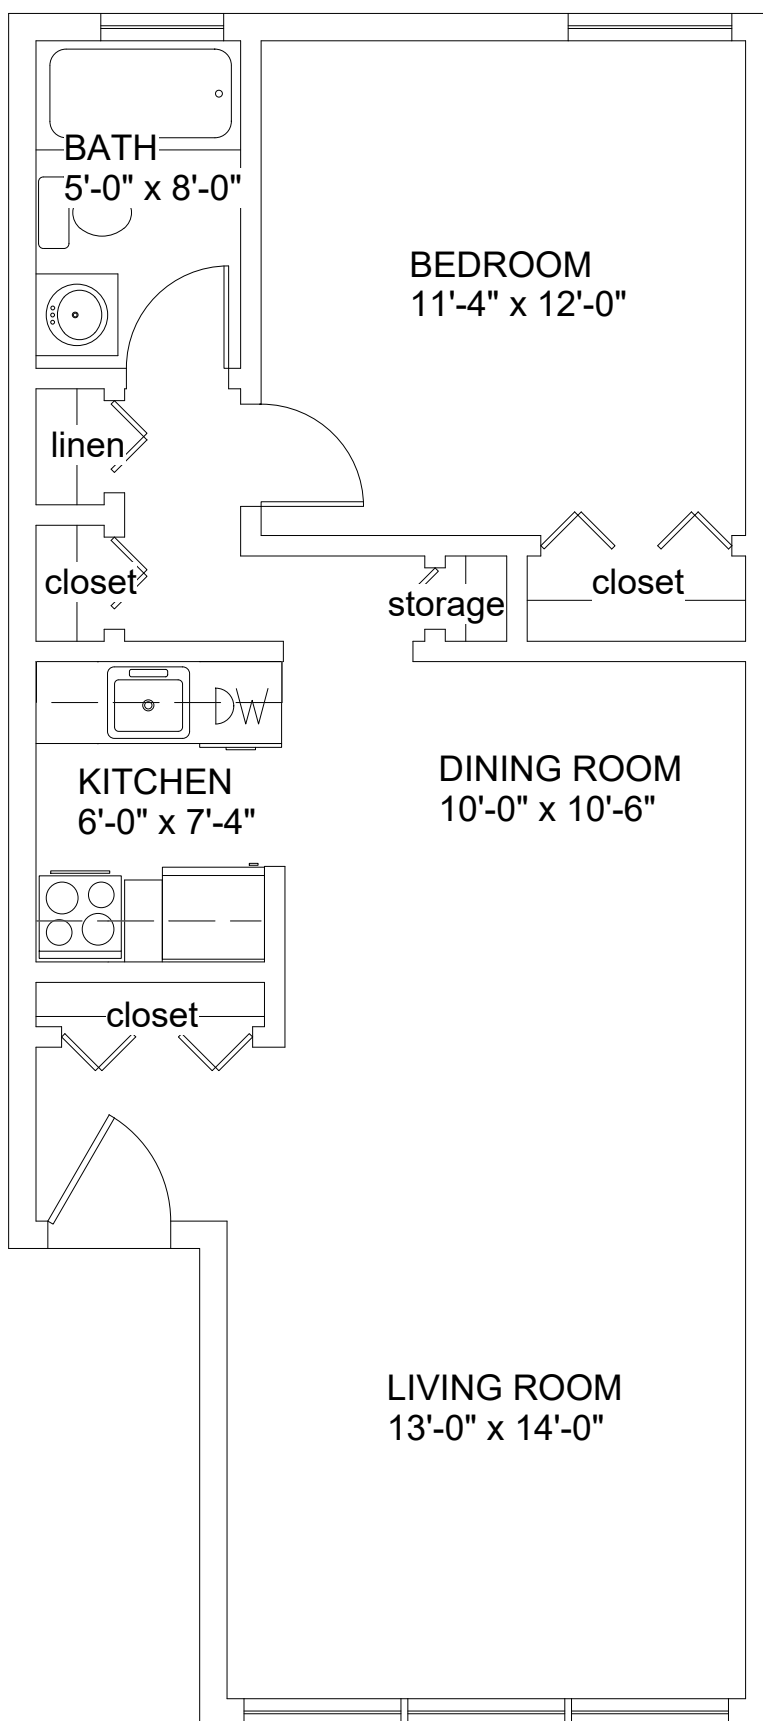 BATH
5'-0" x 8'-0"
BEDROOM
11'-4" x 12'-0"
linen
closet
storage
closet
DW
KITCHEN
6'-0" x 7'-4"
DINING ROOM
10'-0" x 10'-6"
closet
LIVING ROOM
13'-0" x 14'-0"